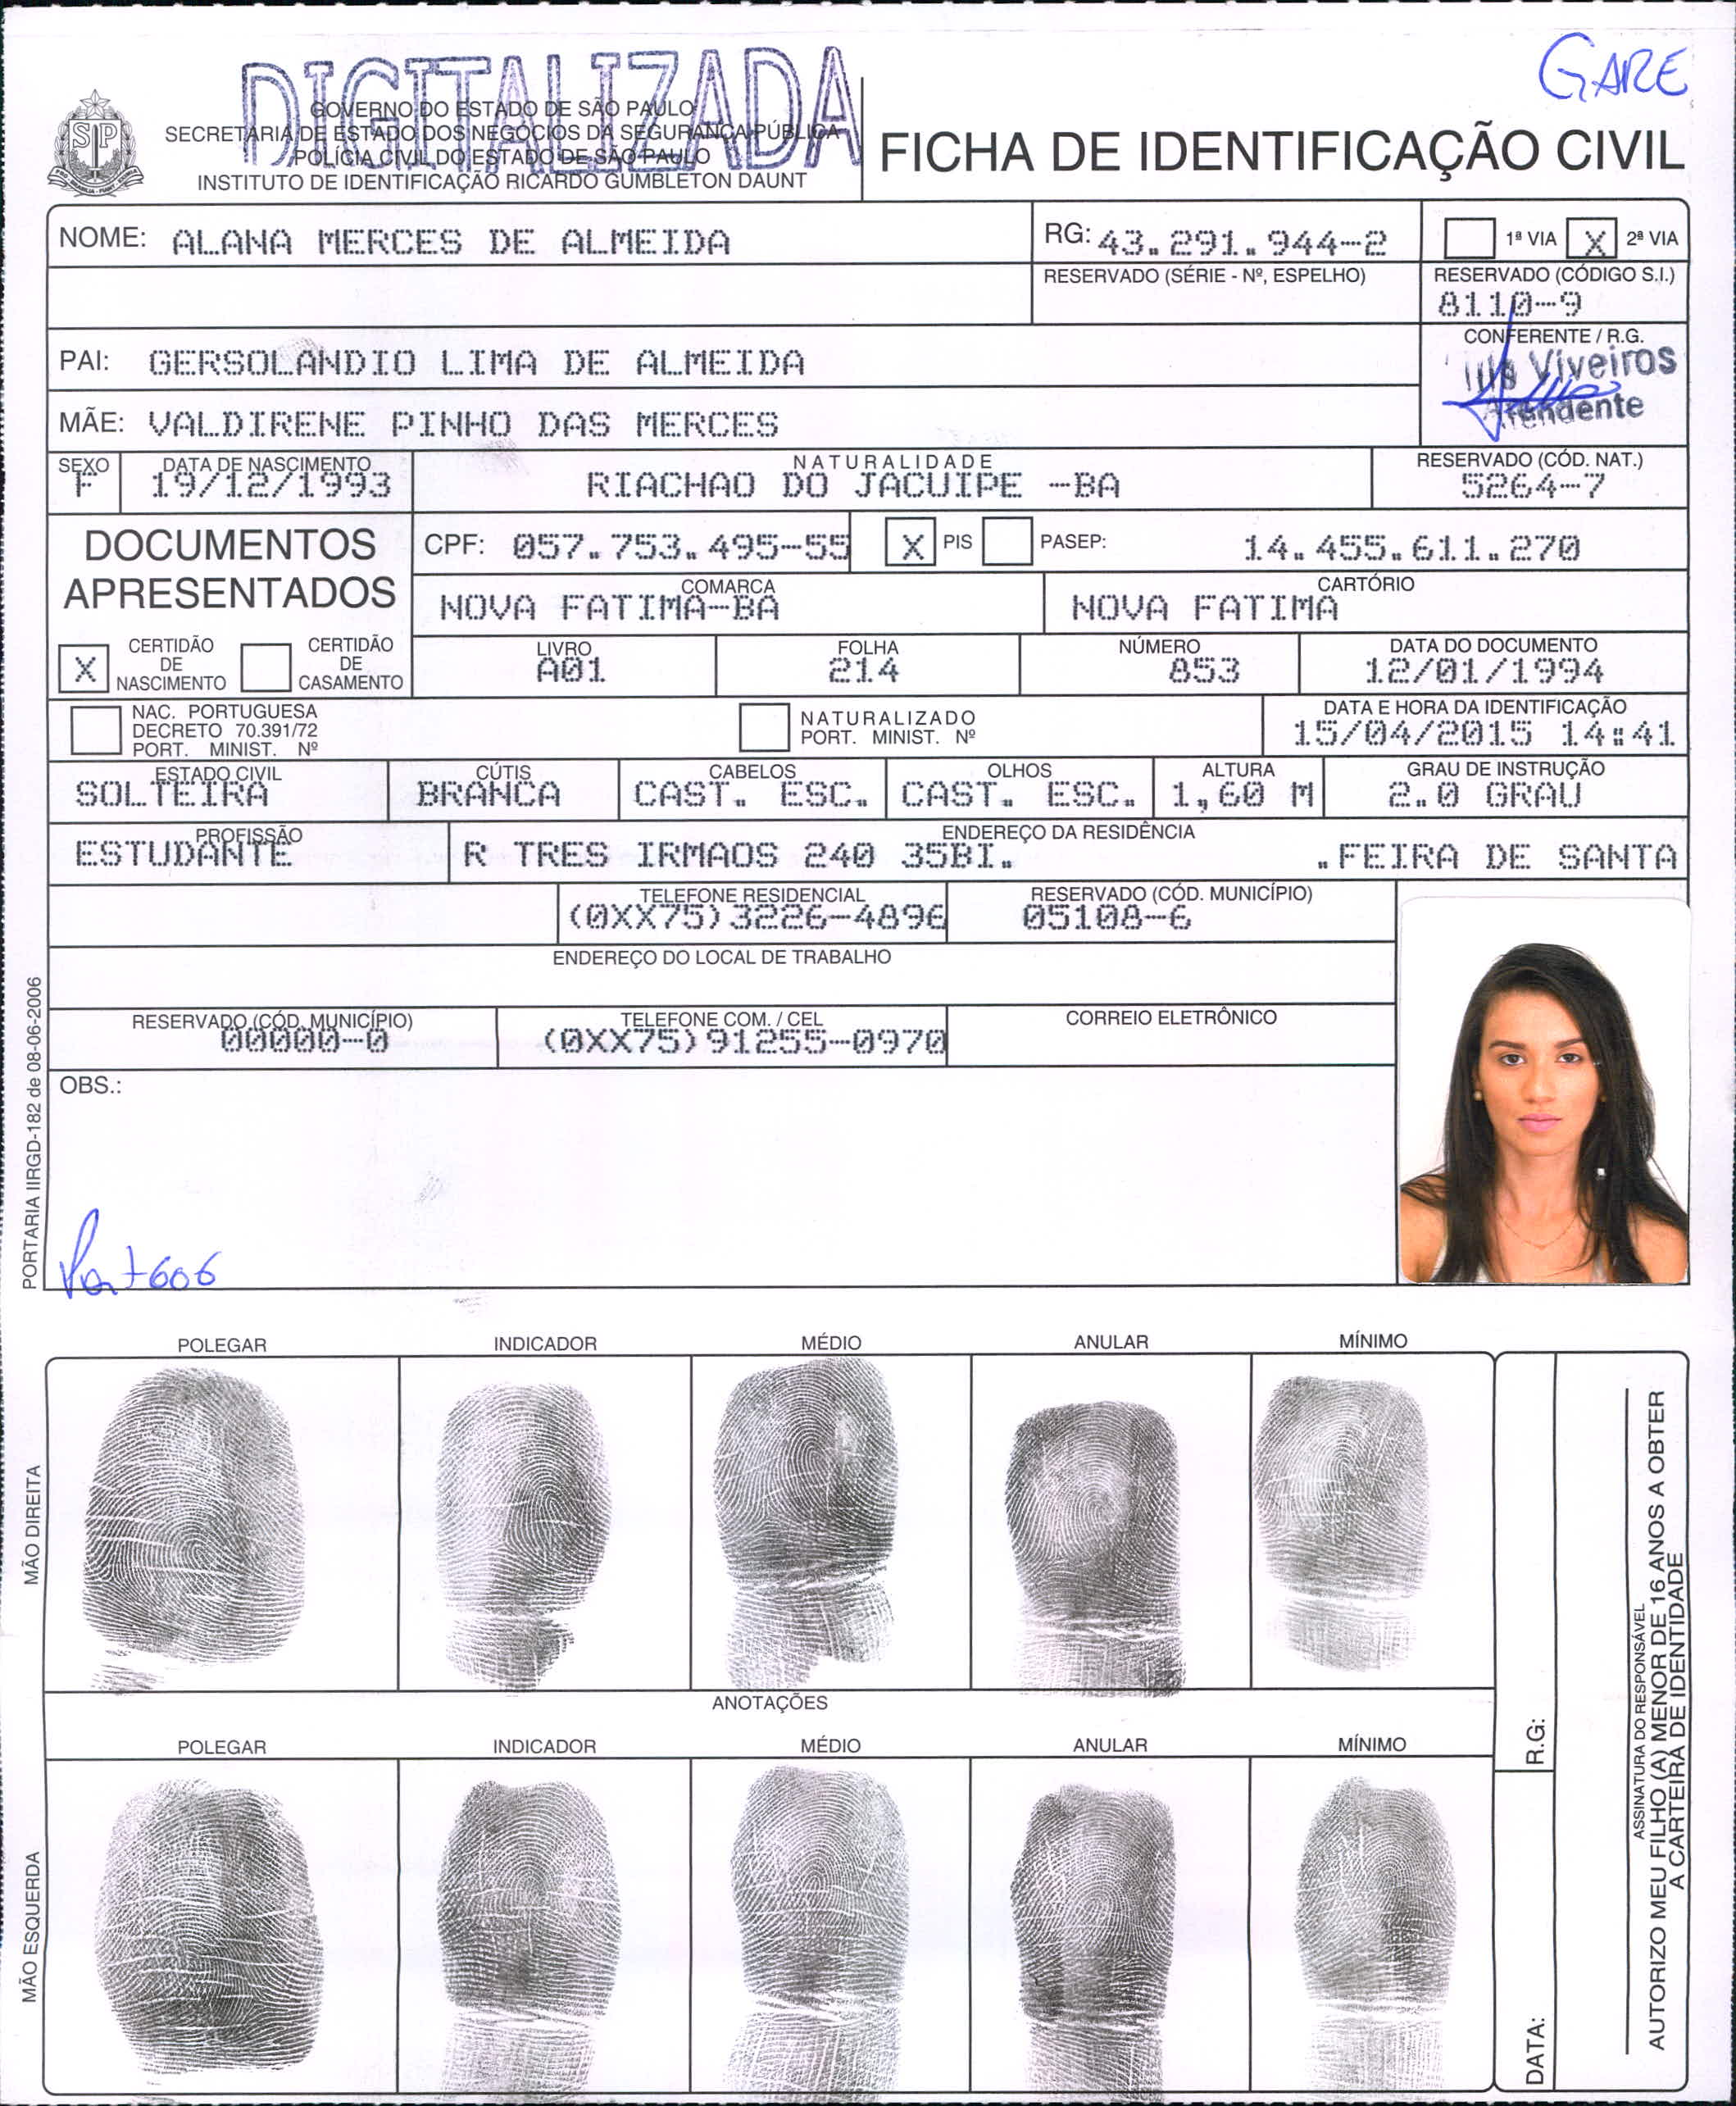 GARE
DIGITALIZADA
GOVERNO DO ESTADO DE SÃO PAULO
SECRETARIA DE ESTADO DOS NEGÓCIOS DA SEGURANÇA PÚBLICA
POLÍCIA CIVIL DO ESTADO DE SÃO PAULO
INSTITUTO DE IDENTIFICAÇÃO RICARDO GUMBLETON DAUNT
FICHA DE IDENTIFICAÇÃO CIVIL
NOME: ALANA MERCES DE ALMEIDA
RG: 43.291.944-2
1ª VIA X 2ª VIA
RESERVADO (SÉRIE - Nº, ESPELHO)
RESERVADO (CÓDIGO S.I.)
8110-9
PAI: GERSOLANDIO LIMA DE ALMEIDA
CONFERENTE / R.G.
Viveiros
Atendente
MÃE: VALDIRENE PINHO DAS MERCES
SEXO
F
DATA DE NASCIMENTO
19/12/1993
NATURALIDADE
RIACHAO DO JACUIPE -BA
RESERVADO (CÓD. NAT.)
5264-7
DOCUMENTOS
APRESENTADOS
CPF: 057.753.495-55
X PIS PASEP: 14.455.611.270
COMARCA
NOVA FATIMA-BA
CARTÓRIO
NOVA FATIMA
X CERTIDÃO
DE
NASCIMENTO
CERTIDÃO
DE
CASAMENTO
LIVRO
A01
FOLHA
214
NÚMERO
853
DATA DO DOCUMENTO
12/01/1994
NAC. PORTUGUESA
DECRETO 70.391/72
PORT. MINIST. Nº
NATURALIZADO
PORT. MINIST. Nº
DATA E HORA DA IDENTIFICAÇÃO
15/04/2015 14:41
ESTADO CIVIL
SOLTEIRA
CÚTIS
BRANCA
CABELOS
CAST. ESC.
OLHOS
CAST. ESC.
ALTURA
1,60 M
GRAU DE INSTRUÇÃO
2.0 GRAU
PROFISSÃO
ESTUDANTE
ENDEREÇO DA RESIDÊNCIA
R TRES IRMAOS 240 35BI. .FEIRA DE SANTA
TELEFONE RESIDENCIAL
(0XX75)3226-4896
RESERVADO (CÓD. MUNICÍPIO)
05108-6
ENDEREÇO DO LOCAL DE TRABALHO
RESERVADO (CÓD. MUNICÍPIO)
00000-0
TELEFONE COM. / CEL
(0XX75)91255-0970
CORREIO ELETRÔNICO
OBS.:
Port 606
PORTARIA IIRGD-182 de 08-06-2006
POLEGAR INDICADOR MÉDIO ANULAR MÍNIMO
MÃO DIREITA
ANOTAÇÕES
POLEGAR INDICADOR MÉDIO ANULAR MÍNIMO
MÃO ESQUERDA
R.G:
DATA:
ASSINATURA DO RESPONSÁVEL
AUTORIZO MEU FILHO (A) MENOR DE 16 ANOS A OBTER
A CARTEIRA DE IDENTIDADE